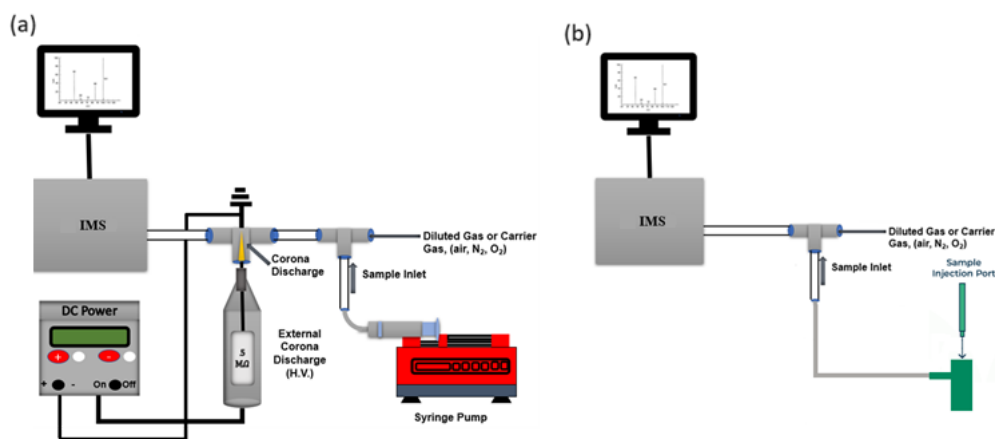 (a)
IMS
Diluted Gas or Carrier
Gas, (air, N₂, O₂)
Corona
Discharge
Sample Inlet
DC Power
+
-
+ - On Off
5
MΩ
External
Corona
Discharge
(H.V.)
Syringe Pump
(b)
IMS
Diluted Gas or Carrier
Gas, (air, N₂, O₂)
Sample Inlet
Sample
Injection Port